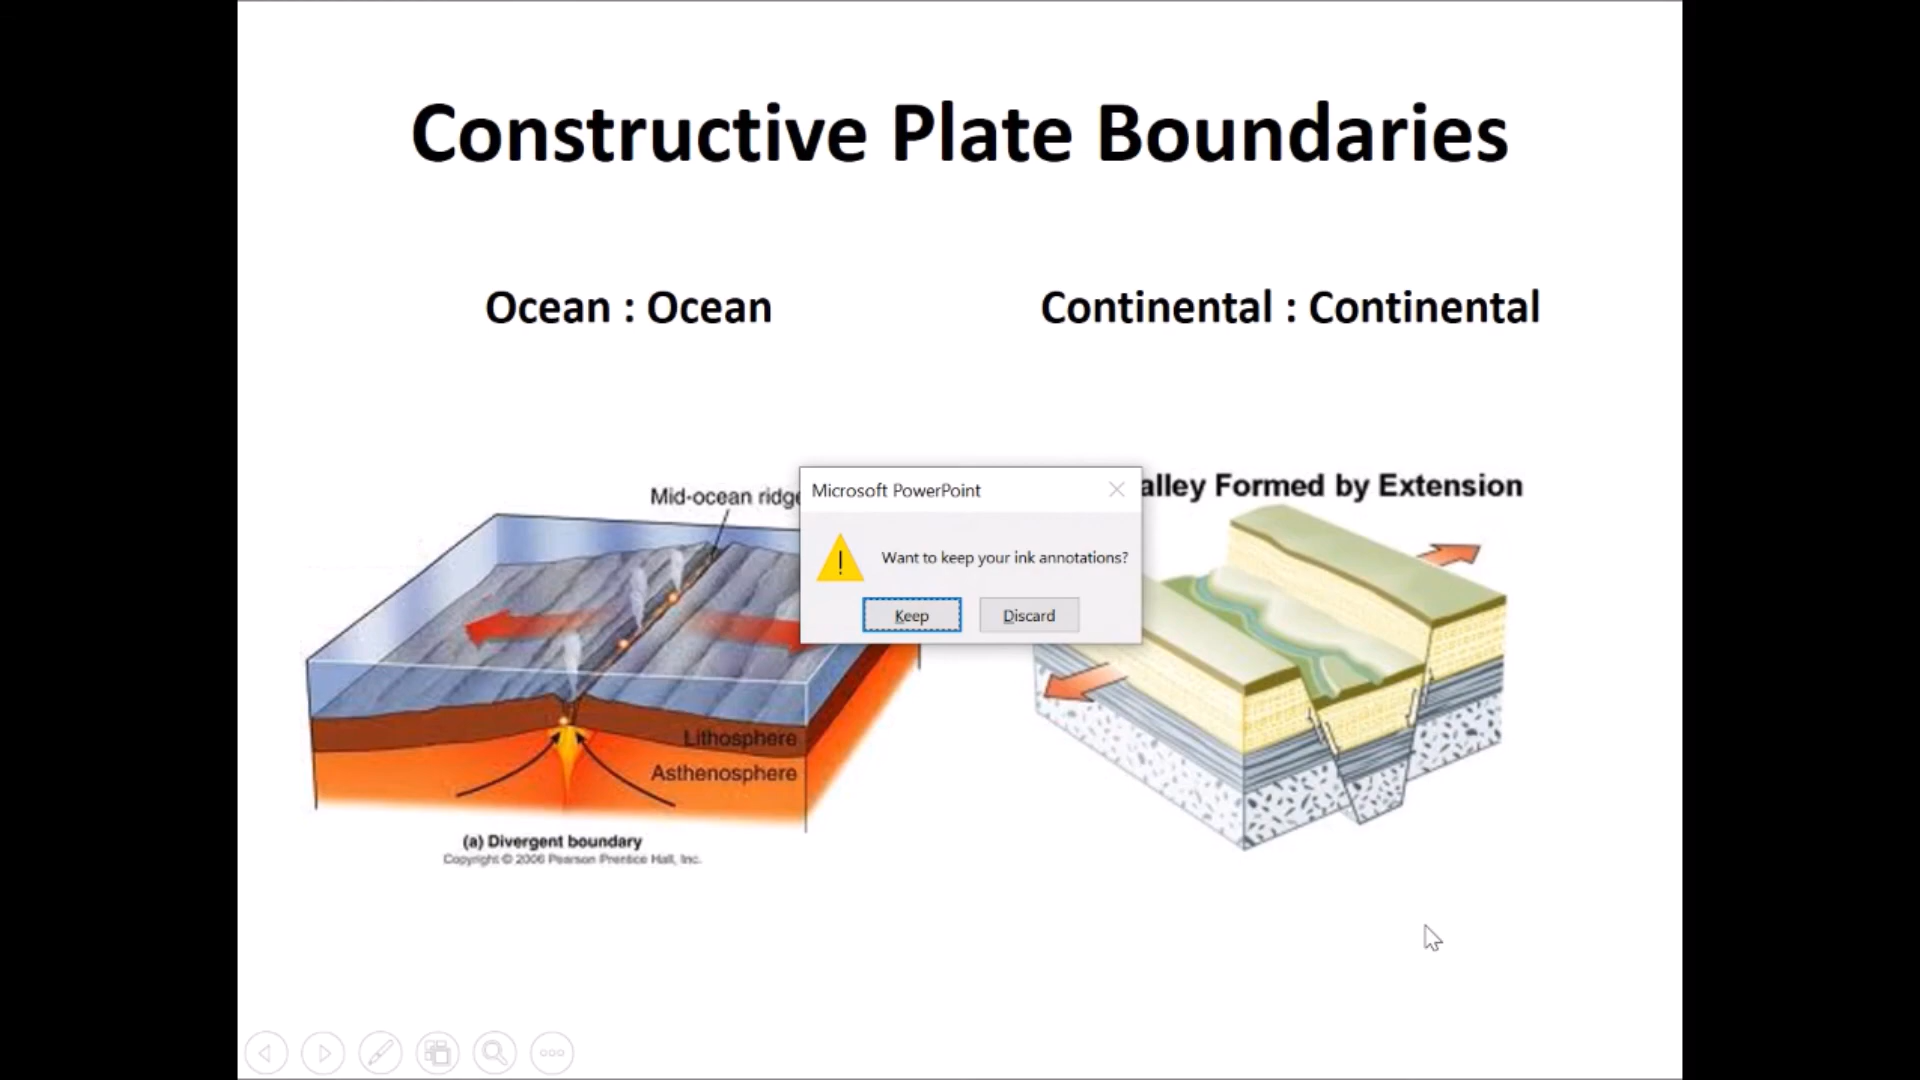 Constructive Plate Boundaries
Ocean : Ocean
Continental : Continental
Mid-ocean ridge
Microsoft PowerPoint
alley Formed by Extension
Want to keep your ink annotations?
Keep
Discard
Lithosphere
Asthenosphere
(a) Divergent boundary
Copyright © 2006 Pearson Prentice Hall, Inc.